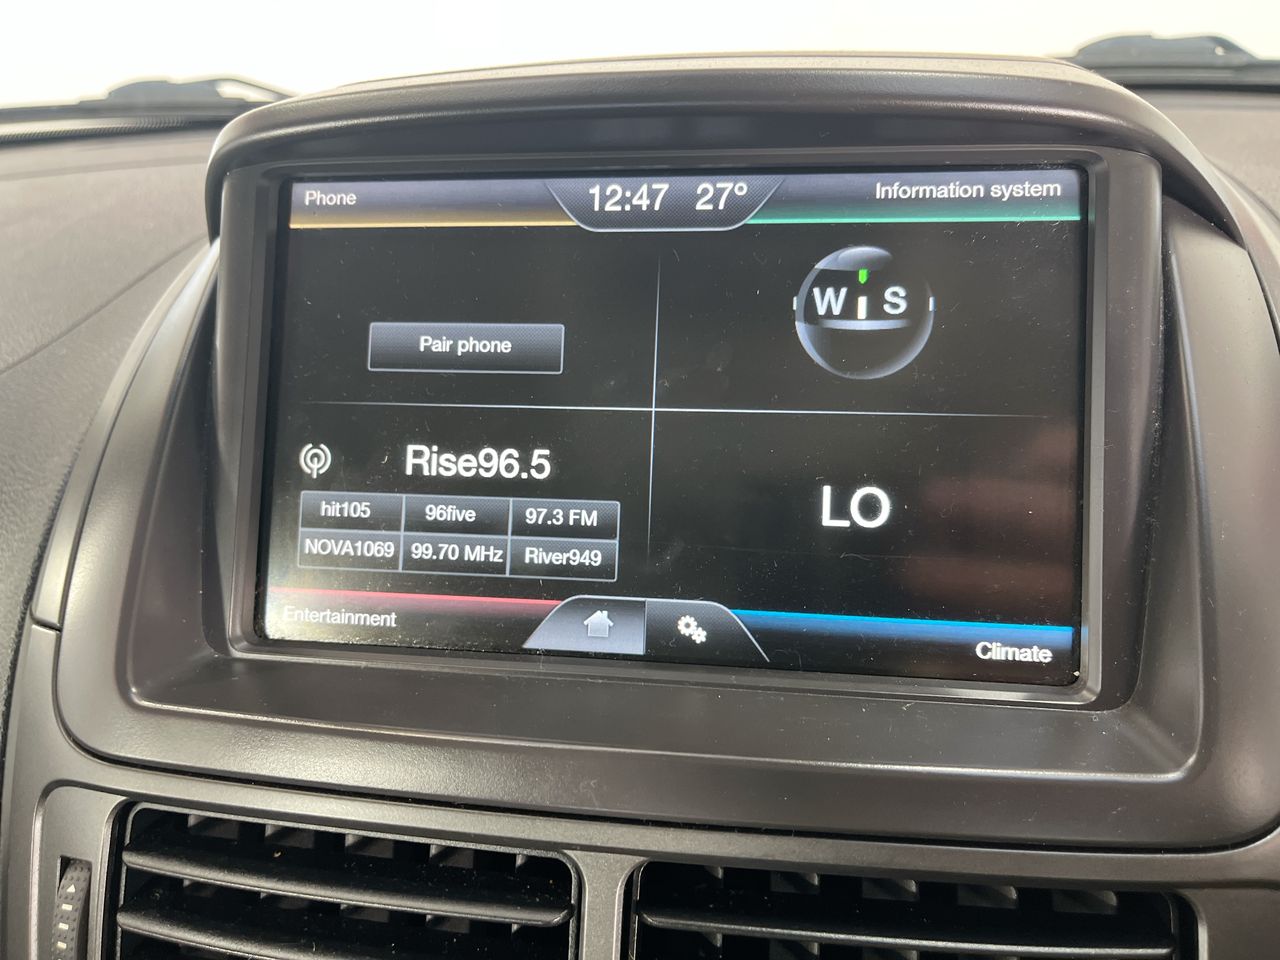 Phone
12:47 27°
Information system
Pair phone
W S
Rise96.5
hit105 96five 97.3 FM
NOVA1069 99.70 MHz River949
LO
Entertainment
Climate